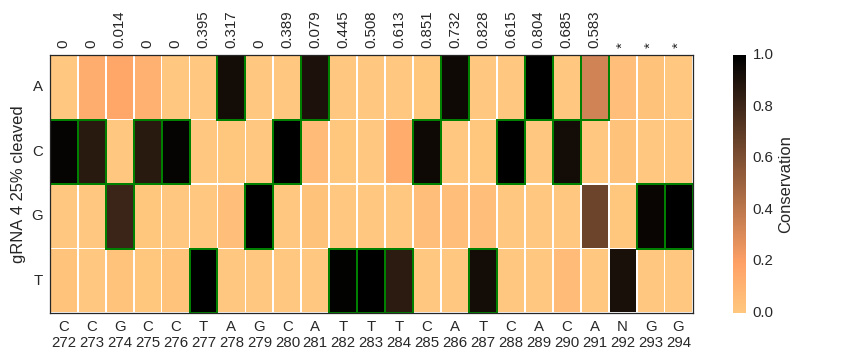 0 0 0.014 0 0 0.395 0.317 0 0.389 0.079 0.445 0.508 0.613 0.851 0.732 0.828 0.615 0.804 0.685 0.583 * * *
gRNA 4 25% cleaved
A
C
G
T
C C G C C T A G C A T T T C A T C A C A N G G
272 273 274 275 276 277 278 279 280 281 282 283 284 285 286 287 288 289 290 291 292 293 294
1.0
0.8
0.6
0.4
0.2
0.0
Conservation